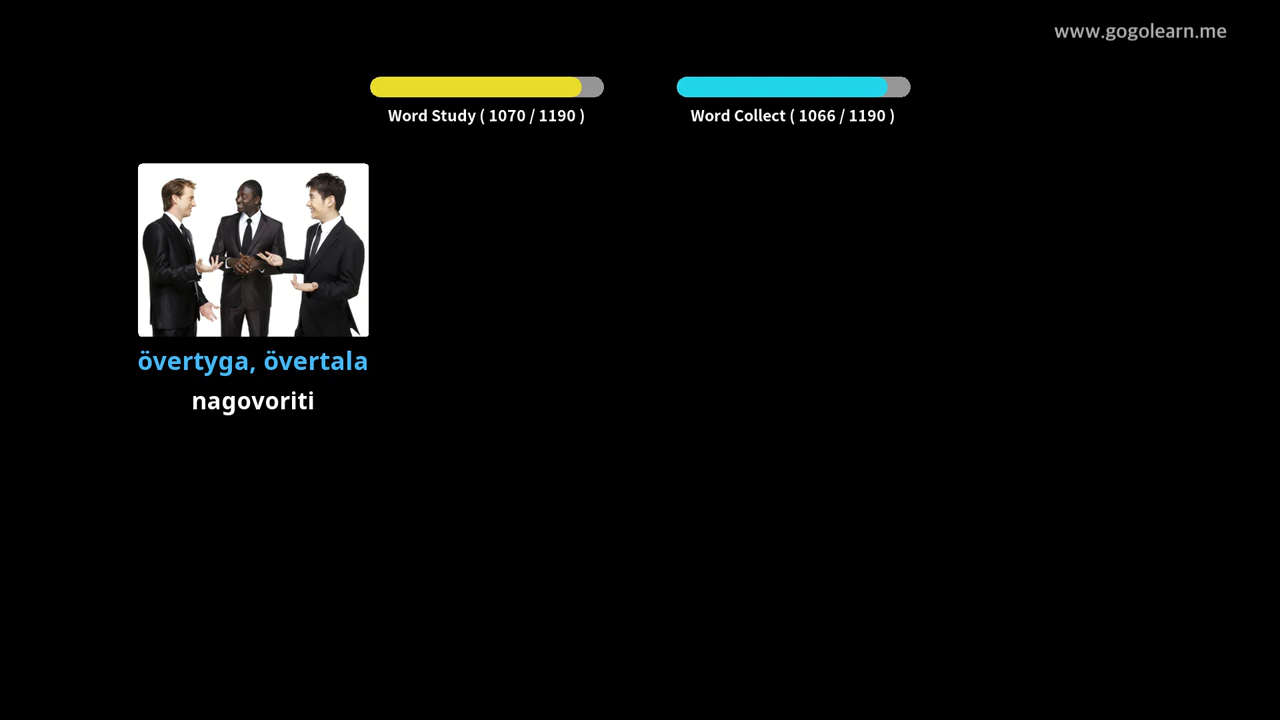 www.gogolearn.me
Word Study ( 1070 / 1190 )
Word Collect ( 1066 / 1190 )
övertyga, övertala
nagovoriti